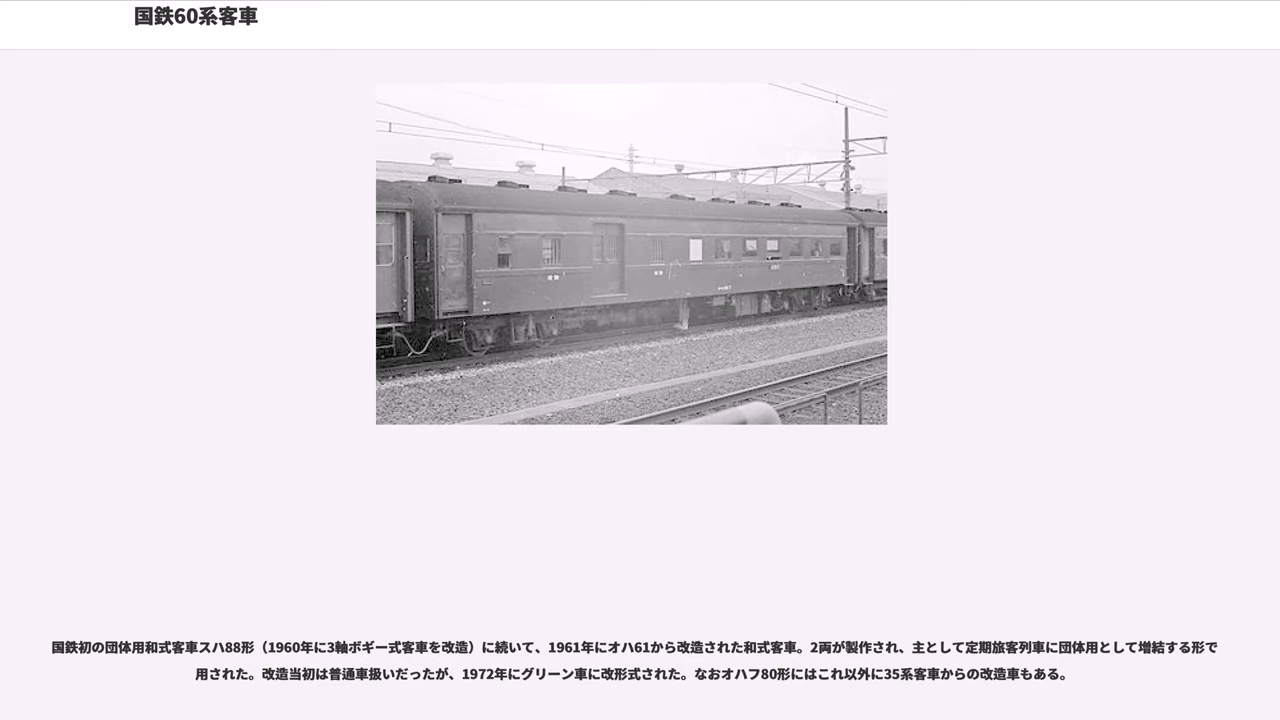 国鉄60系客車
国鉄初の団体用和式客車スハ88形（1960年に3軸ボギー式客車を改造）に続いて、1961年にオハ61から改造された和式客車。2両が製作され、主として定期旅客列車に団体用として増結する形で
用された。改造当初は普通車扱いだったが、1972年にグリーン車に改形式された。なおオハフ80形にはこれ以外に35系客車からの改造車もある。